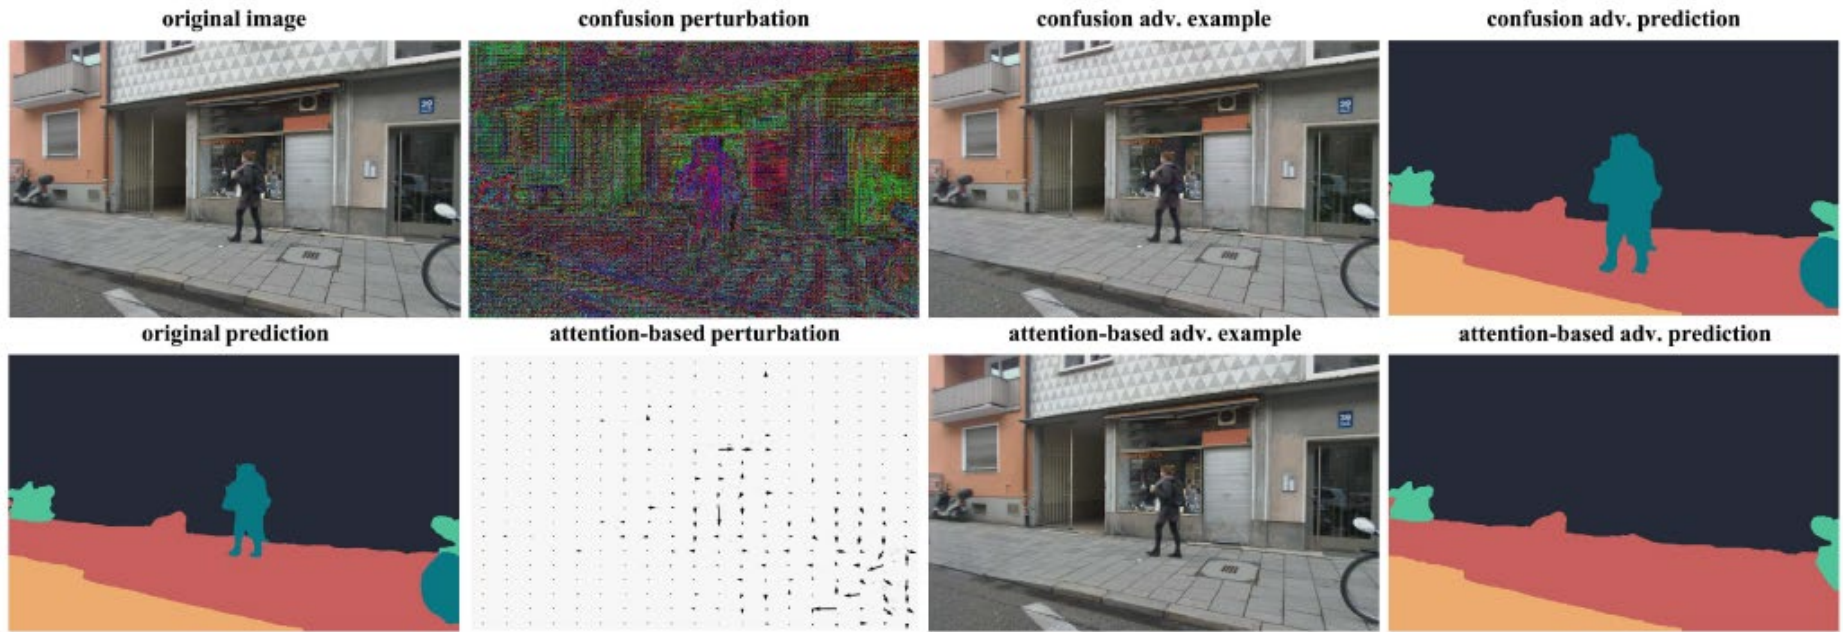 original image
confusion perturbation
confusion adv. example
confusion adv. prediction
original prediction
attention-based perturbation
attention-based adv. example
attention-based adv. prediction